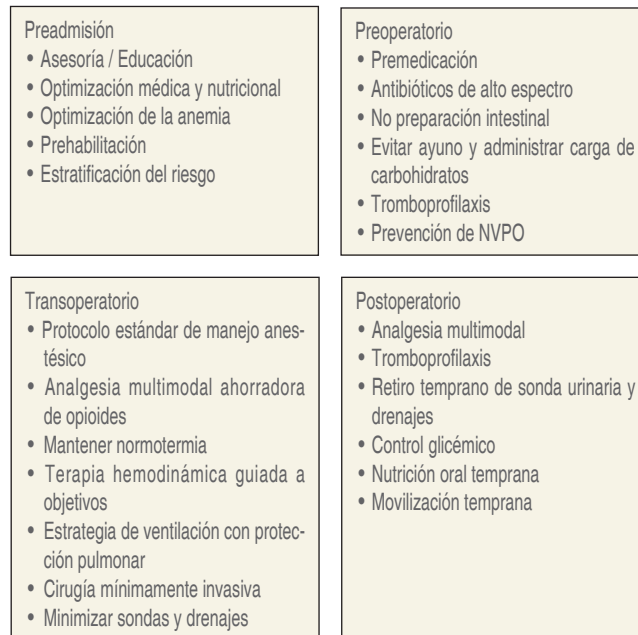 Preadmisión
• Asesoría / Educación
• Optimización médica y nutricional
• Optimización de la anemia
• Prehabilitación
• Estratificación del riesgo
Preoperatorio
• Premedicación
• Antibióticos de alto espectro
• No preparación intestinal
• Evitar ayuno y administrar carga de
carbohidratos
• Tromboprofilaxis
• Prevención de NVPO
Transoperatorio
• Protocolo estándar de manejo anes-
tésico
• Analgesia multimodal ahorradora
de opioides
• Mantener normotermia
• Terapia hemodinámica guiada a
objetivos
• Estrategia de ventilación con protec-
ción pulmonar
• Cirugía mínimamente invasiva
• Minimizar sondas y drenajes
Postoperatorio
• Analgesia multimodal
• Tromboprofilaxis
• Retiro temprano de sonda urinaria y
drenajes
• Control glicémico
• Nutrición oral temprana
• Movilización temprana